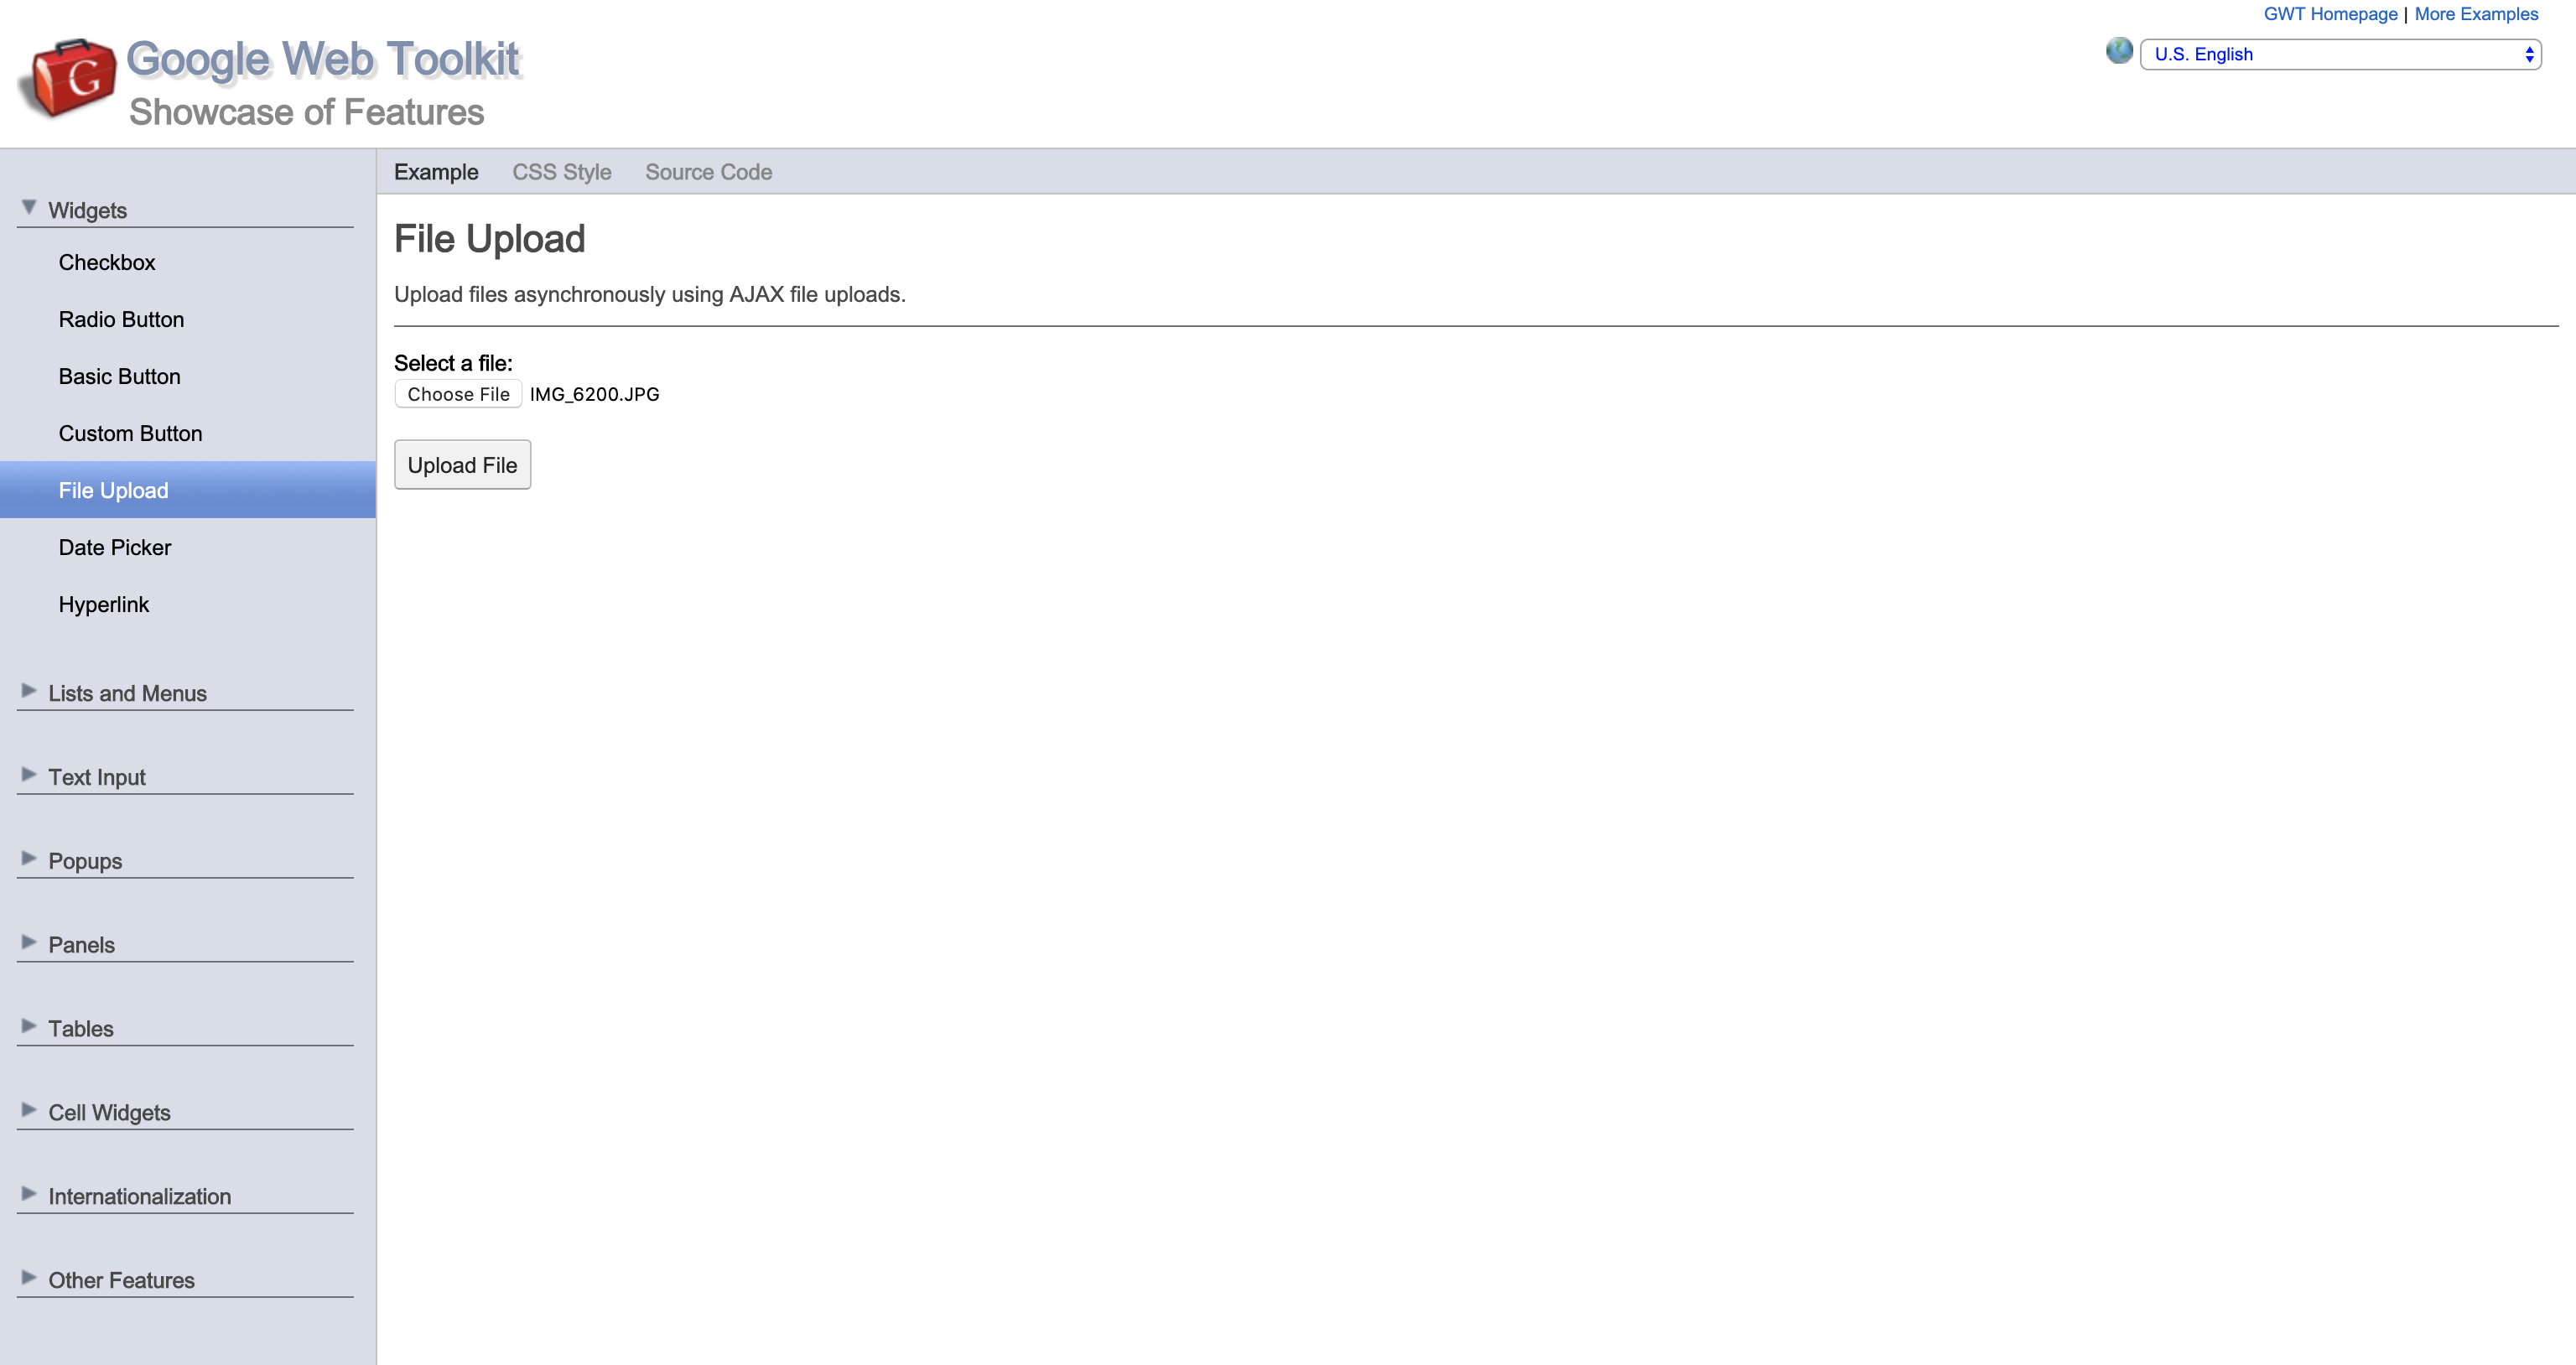 GWT Homepage | More Examples
Google Web Toolkit
Showcase of Features
U.S. English
Widgets
Checkbox
Radio Button
Basic Button
Custom Button
File Upload
Date Picker
Hyperlink
Lists and Menus
Text Input
Popups
Panels
Tables
Cell Widgets
Internationalization
Other Features
Example CSS Style Source Code
File Upload
Upload files asynchronously using AJAX file uploads.
Select a file:
Choose File IMG_6200.JPG
Upload File
G